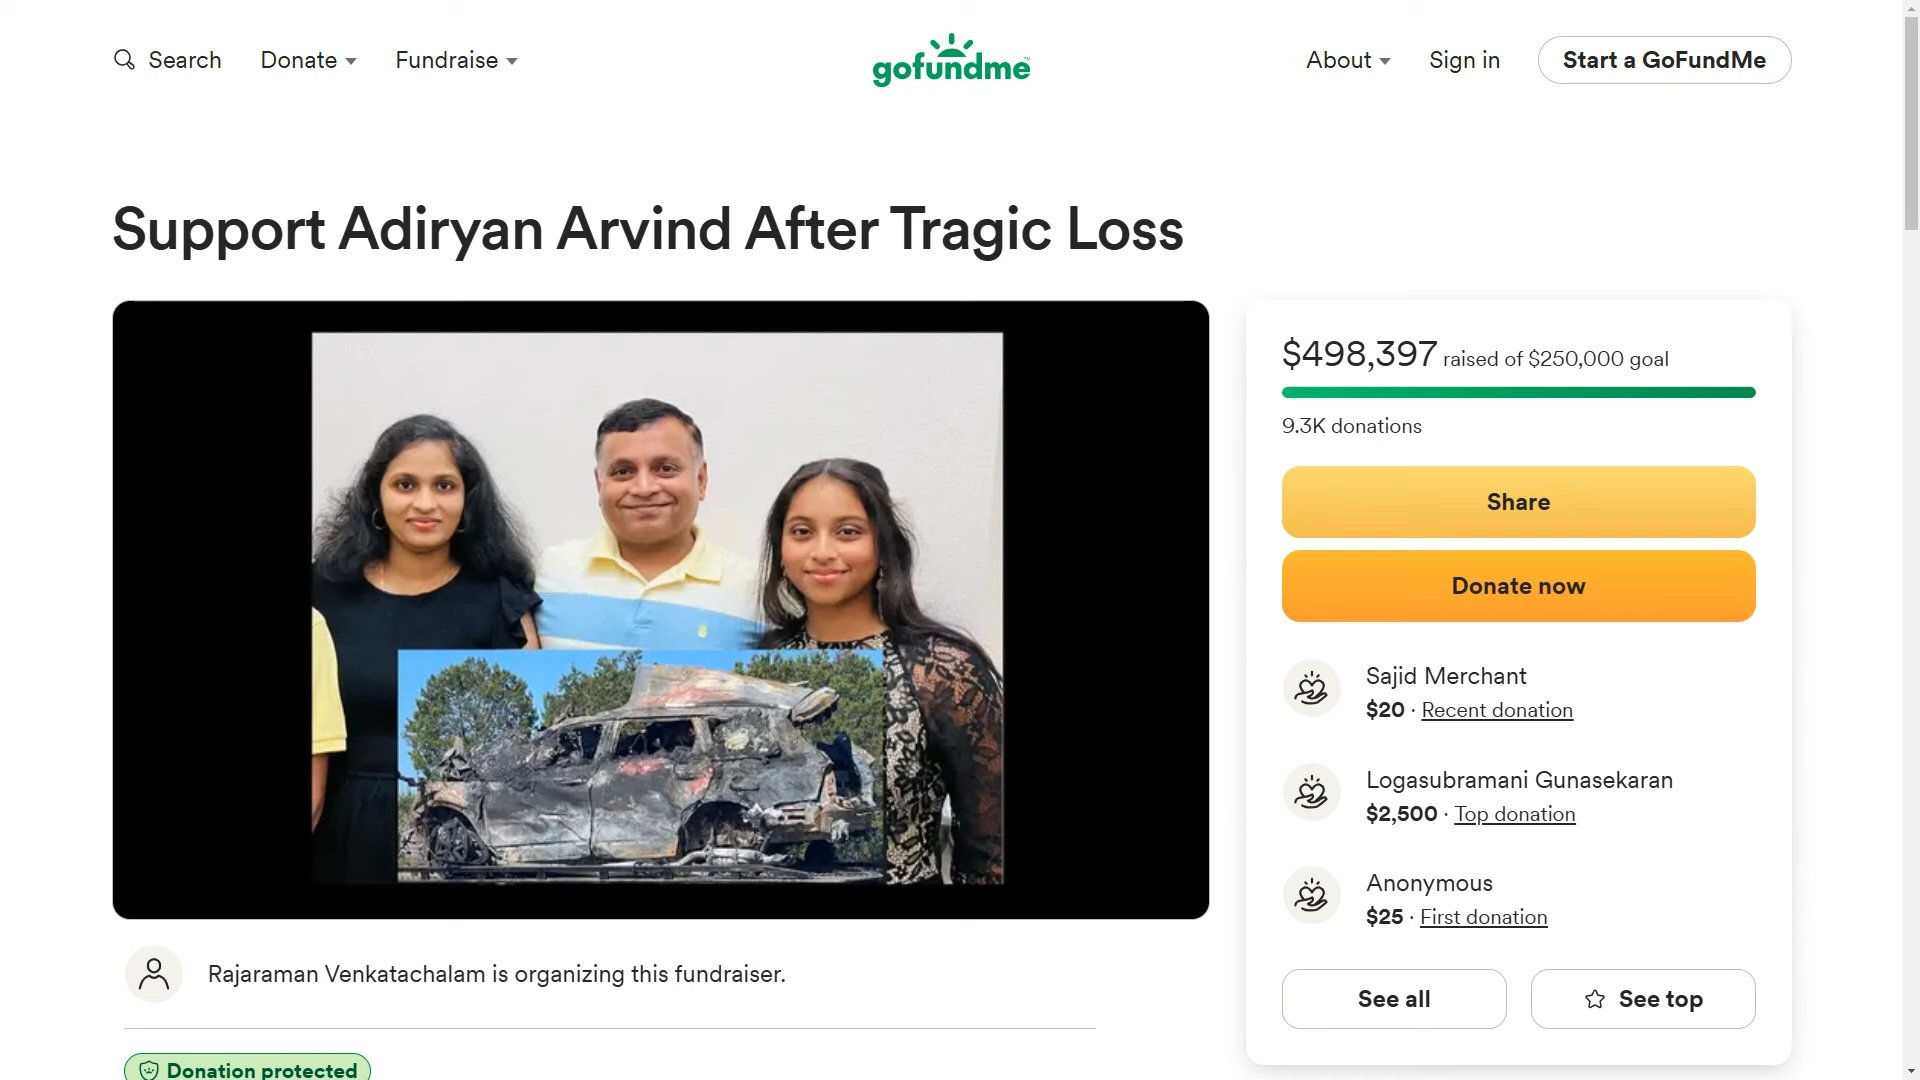 Search
Donate
Fundraise
gofundme™
About
Sign in
Start a GoFundMe
Support Adiryan Arvind After Tragic Loss
$498,397 raised of $250,000 goal
9.3K donations
Share
Donate now
Sajid Merchant
$20 · Recent donation
Logasubramani Gunasekaran
$2,500 · Top donation
Anonymous
$25 · First donation
See all
See top
Rajaraman Venkatachalam is organizing this fundraiser.
Donation protected